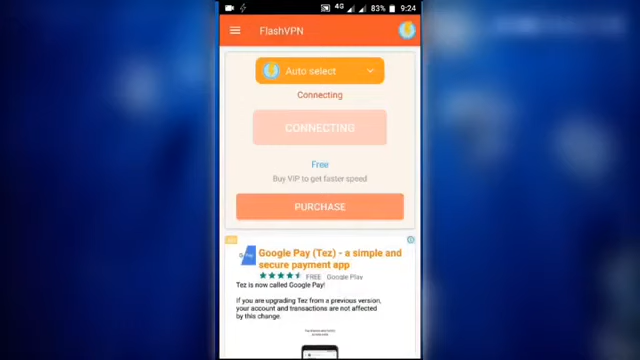 4G 83% 9:24
FlashVPN
Auto select
Connecting
CONNECTING
Free
Buy VIP to get faster speed
PURCHASE
Google Pay (Tez) - a simple and
secure payment app
FREE Google Play
Tez is now called Google Pay!
If you are upgrading Tez from a previous version,
your account and transactions are not affected
by this change.